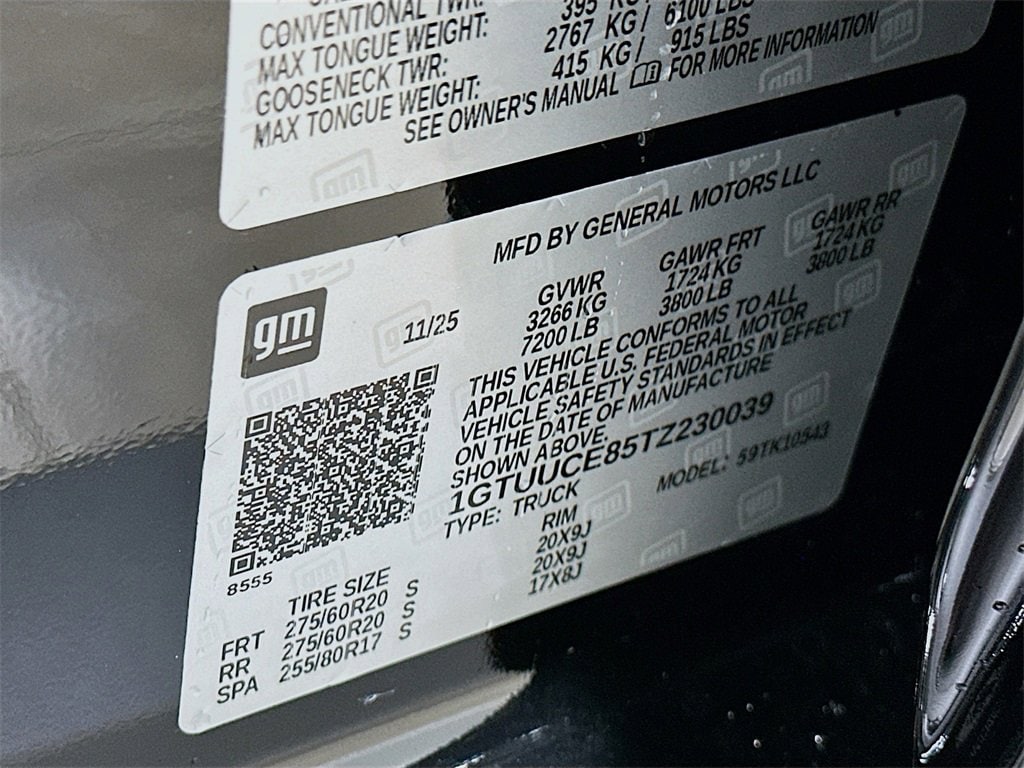 CONVENTIONAL TWR:
MAX TONGUE WEIGHT: 395
GOOSENECK TWR: 2767 KG/ 6100 LBS
MAX TONGUE WEIGHT: 415 KG/ 915 LBS
SEE OWNER'S MANUAL FOR MORE INFORMATION
MFD BY GENERAL MOTORS LLC
gm
11/25
GVWR GAWR FRT GAWR RR
3266 KG 1724 KG 1724 KG
7200 LB 3800 LB 3800 LB
THIS VEHICLE CONFORMS TO ALL
APPLICABLE U.S. FEDERAL MOTOR
VEHICLE SAFETY STANDARDS IN EFFECT
ON THE DATE OF MANUFACTURE
SHOWN ABOVE.
1GTUUCE85TZ230039
TYPE: TRUCK MODEL: 59TK10543
8555
TIRE SIZE RIM
FRT 275/60R20 S 20X9J
RR 275/60R20 S 20X9J
SPA 255/80R17 S 17X8J